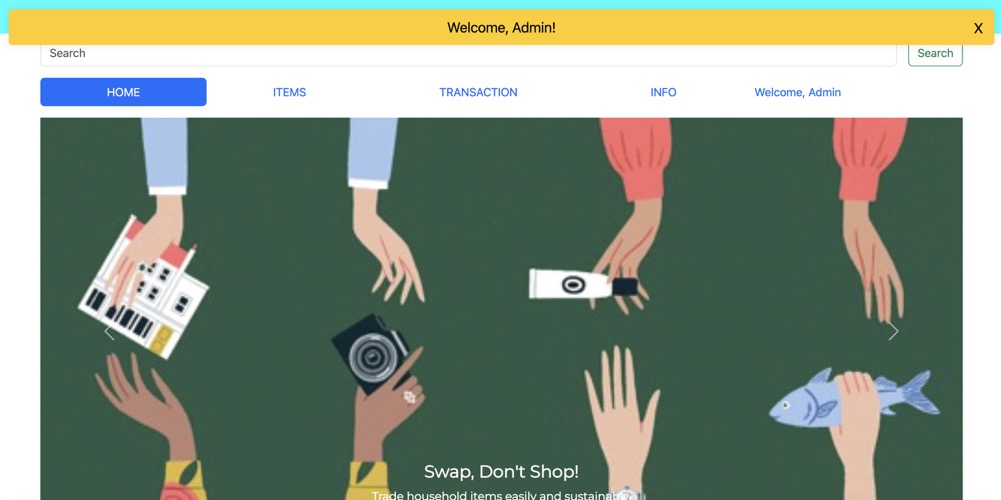 Welcome, Admin! X
Search Search
HOME ITEMS TRANSACTION INFO Welcome, Admin
Swap, Don't Shop!
Trade household items easily and sustainably.